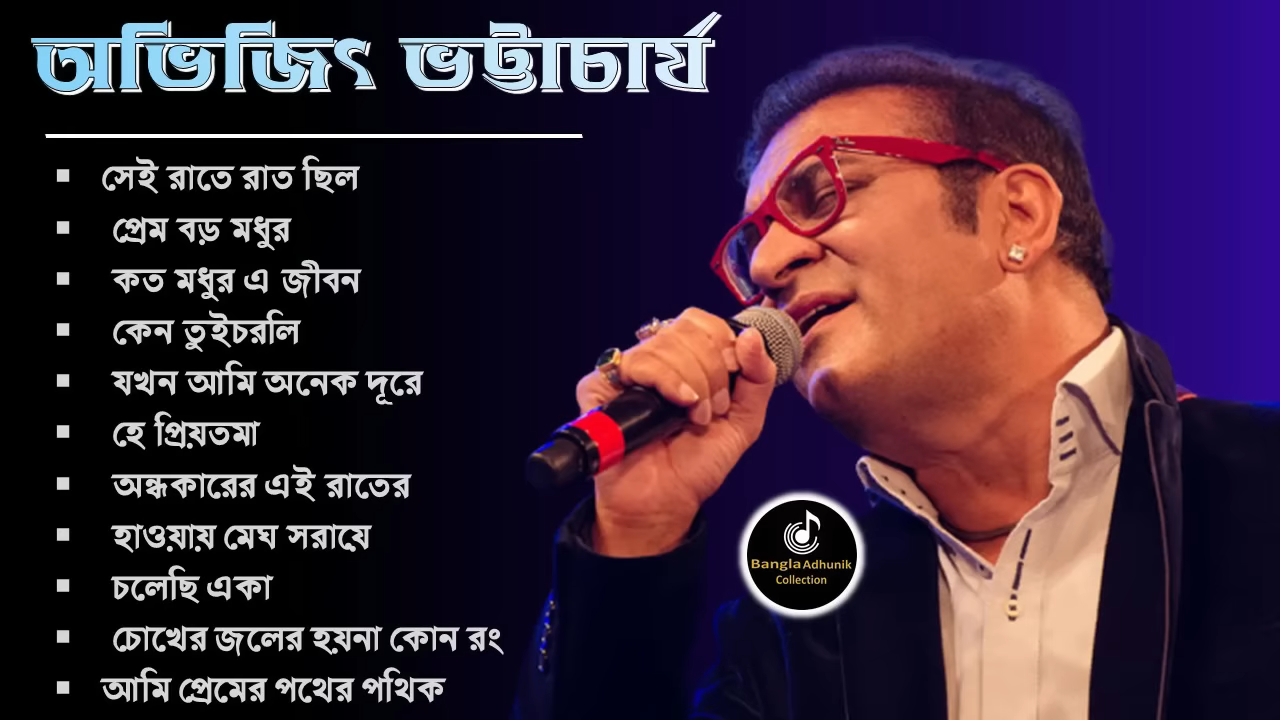 অভিজিৎ ভট্টাচার্য
সেই রাতে রাত ছিল
প্রেম বড় মধুর
কত মধুর এ জীবন
কেন তুইচরলি
যখন আমি অনেক দূরে
হে প্রিয়তমা
অন্ধকারের এই রাতের
হাওয়ায় মেঘ সরাযে
চলেছি একা
চোখের জলের হয়না কোন রং
আমি প্রেমের পথের পথিক
Bangla Adhunik
Collection